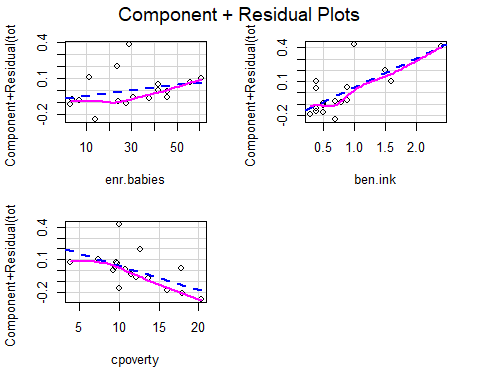 Component + Residual Plots
Component+Residual(tot
0.4
0.1
-0.2
10
30
50
enr.babies
Component+Residual(tot
0.4
0.1
-0.2
0.5
1.0
1.5
2.0
ben.ink
Component+Residual(tot
0.4
0.1
-0.2
5
10
15
20
cpoverty